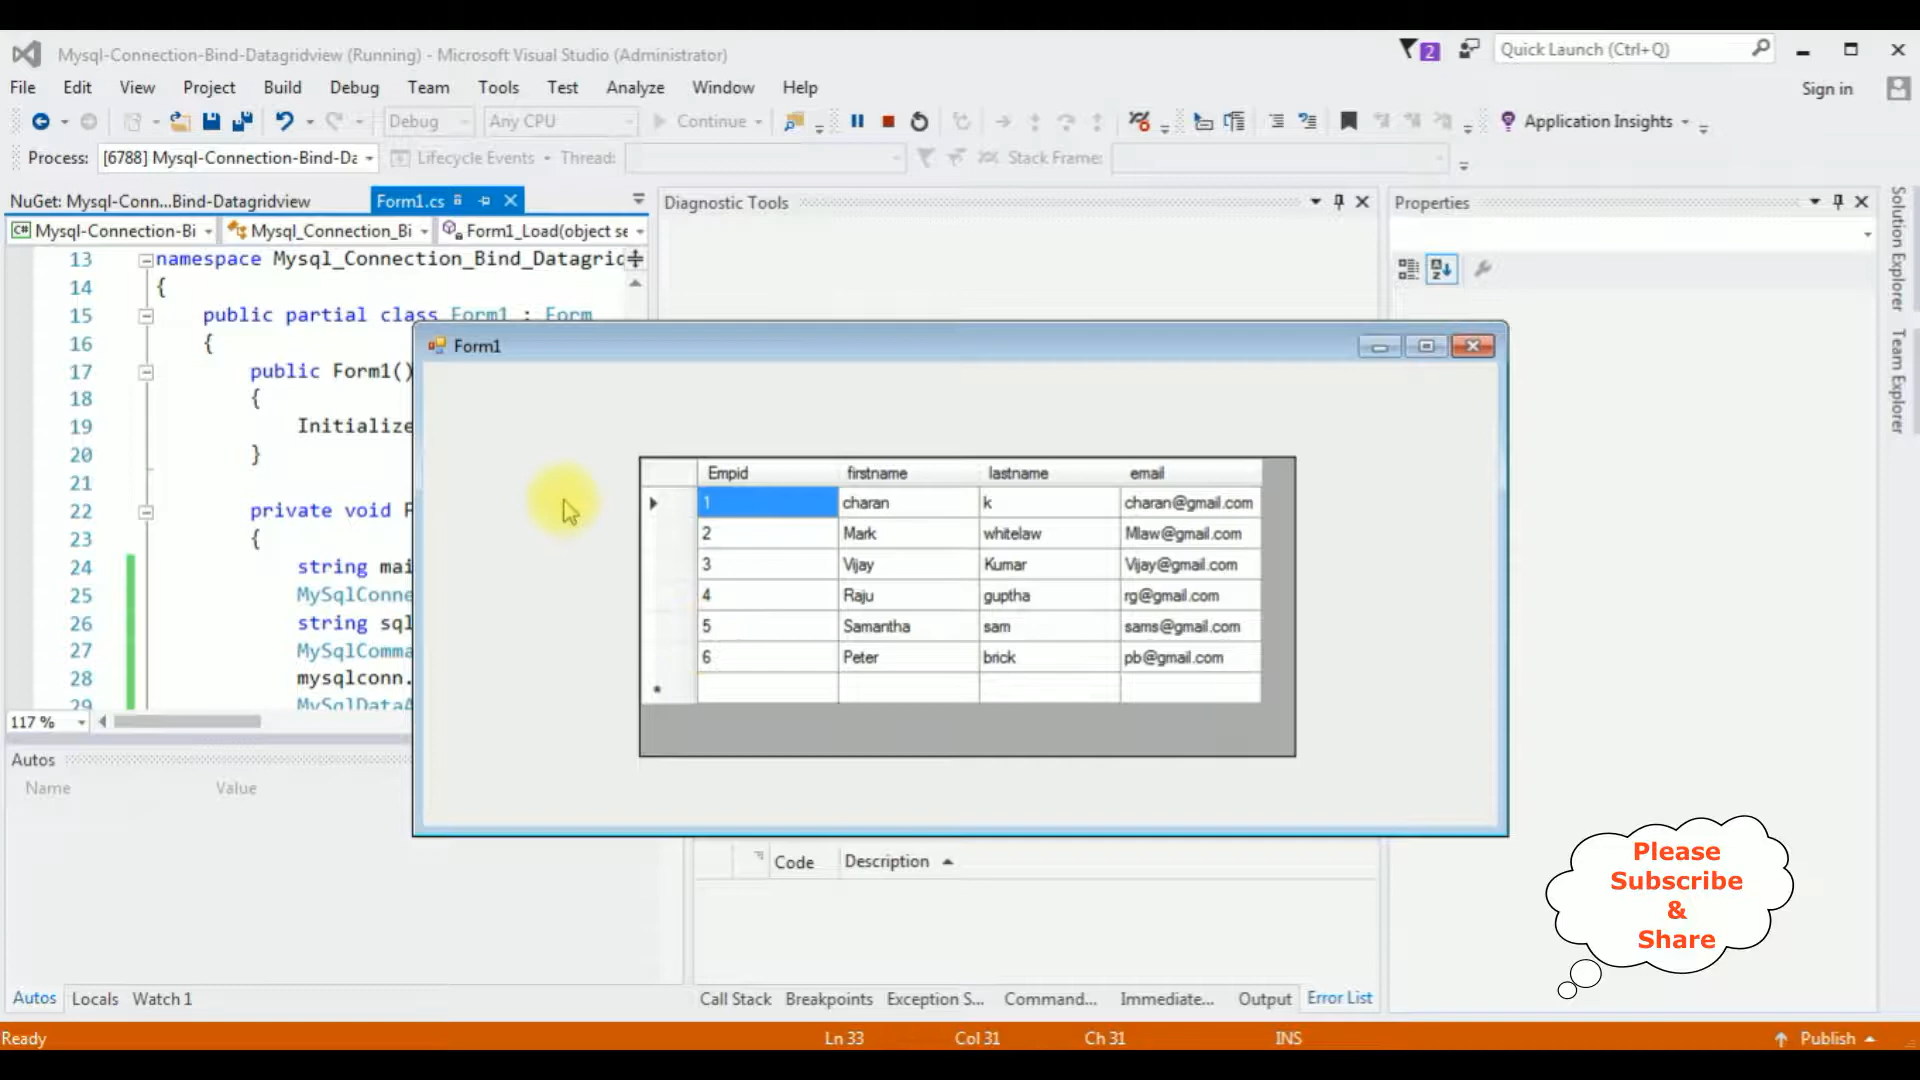 Mysql-Connection-Bind-Datagridview (Running) - Microsoft Visual Studio (Administrator)
2
Quick Launch (Ctrl+Q)
File Edit View Project Build Debug Team Tools Test Analyze Window Help
Sign in
Debug Any CPU Continue Application Insights
Process: [6788] Mysql-Connection-Bind-Da Lifecycle Events Thread: Stack Frame:
NuGet: Mysql-Conn...Bind-Datagridview Form1.cs
Diagnostic Tools
Properties
Solution Explorer
Team Explorer
C# Mysql-Connection-Bi Mysql_Connection_Bi Form1_Load(object se
13 namespace Mysql_Connection_Bind_Datagric
14 {
15 public partial class Form1 : Form
16 {
17 public Form1()
18 {
19 Initialize
20 }
21
22 private void F
23 {
24 string mai
25 MySqlConne
26 string sql
27 MySqlComma
28 mysqlconn.
29 MySqlDataA
117 %
Form1
Empid firstname lastname email
1 charan k charan@gmail.com
2 Mark whitelaw Mlaw@gmail.com
3 Vijay Kumar Vijay@gmail.com
4 Raju guptha rg@gmail.com
5 Samantha sam sams@gmail.com
6 Peter brick pb@gmail.com
*
Autos
Name Value
Code Description
Please
Subscribe
&
Share
Autos Locals Watch 1
Call Stack Breakpoints Exception S... Command... Immediate... Output Error List
Ready Ln 33 Col 31 Ch 31 INS Publish